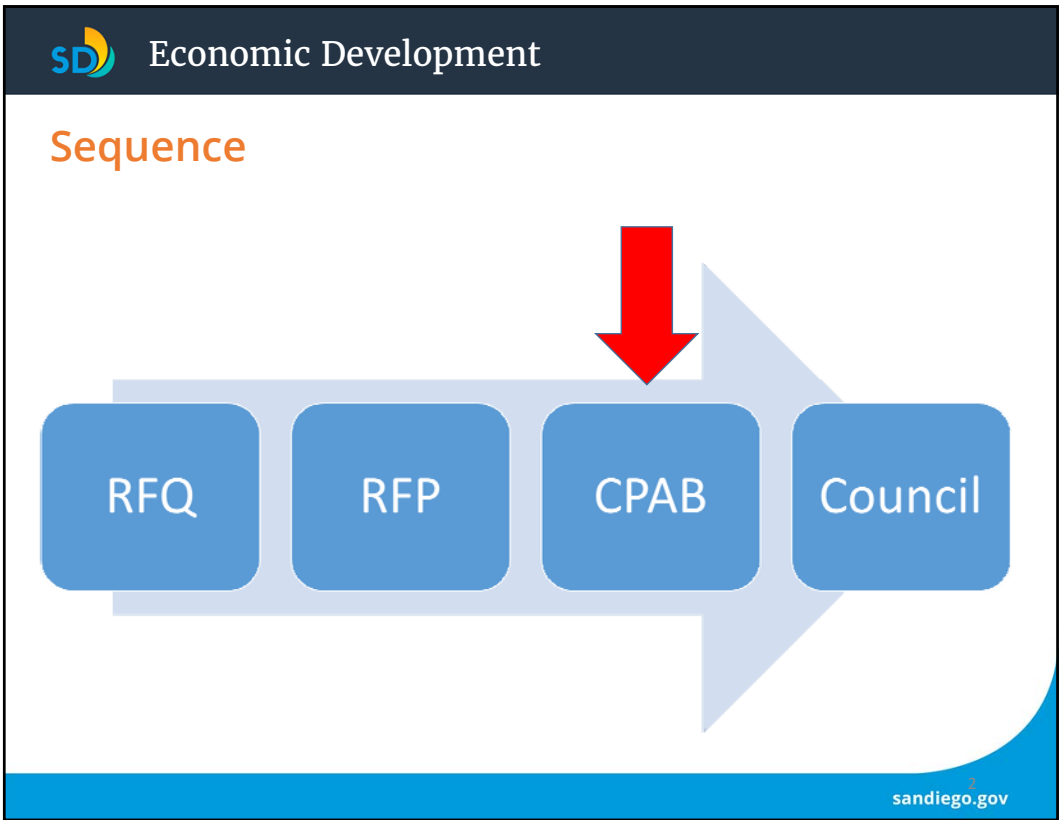 SD
Economic Development
Sequence
RFQ
RFP
CPAB
Council
2
sandiego.gov